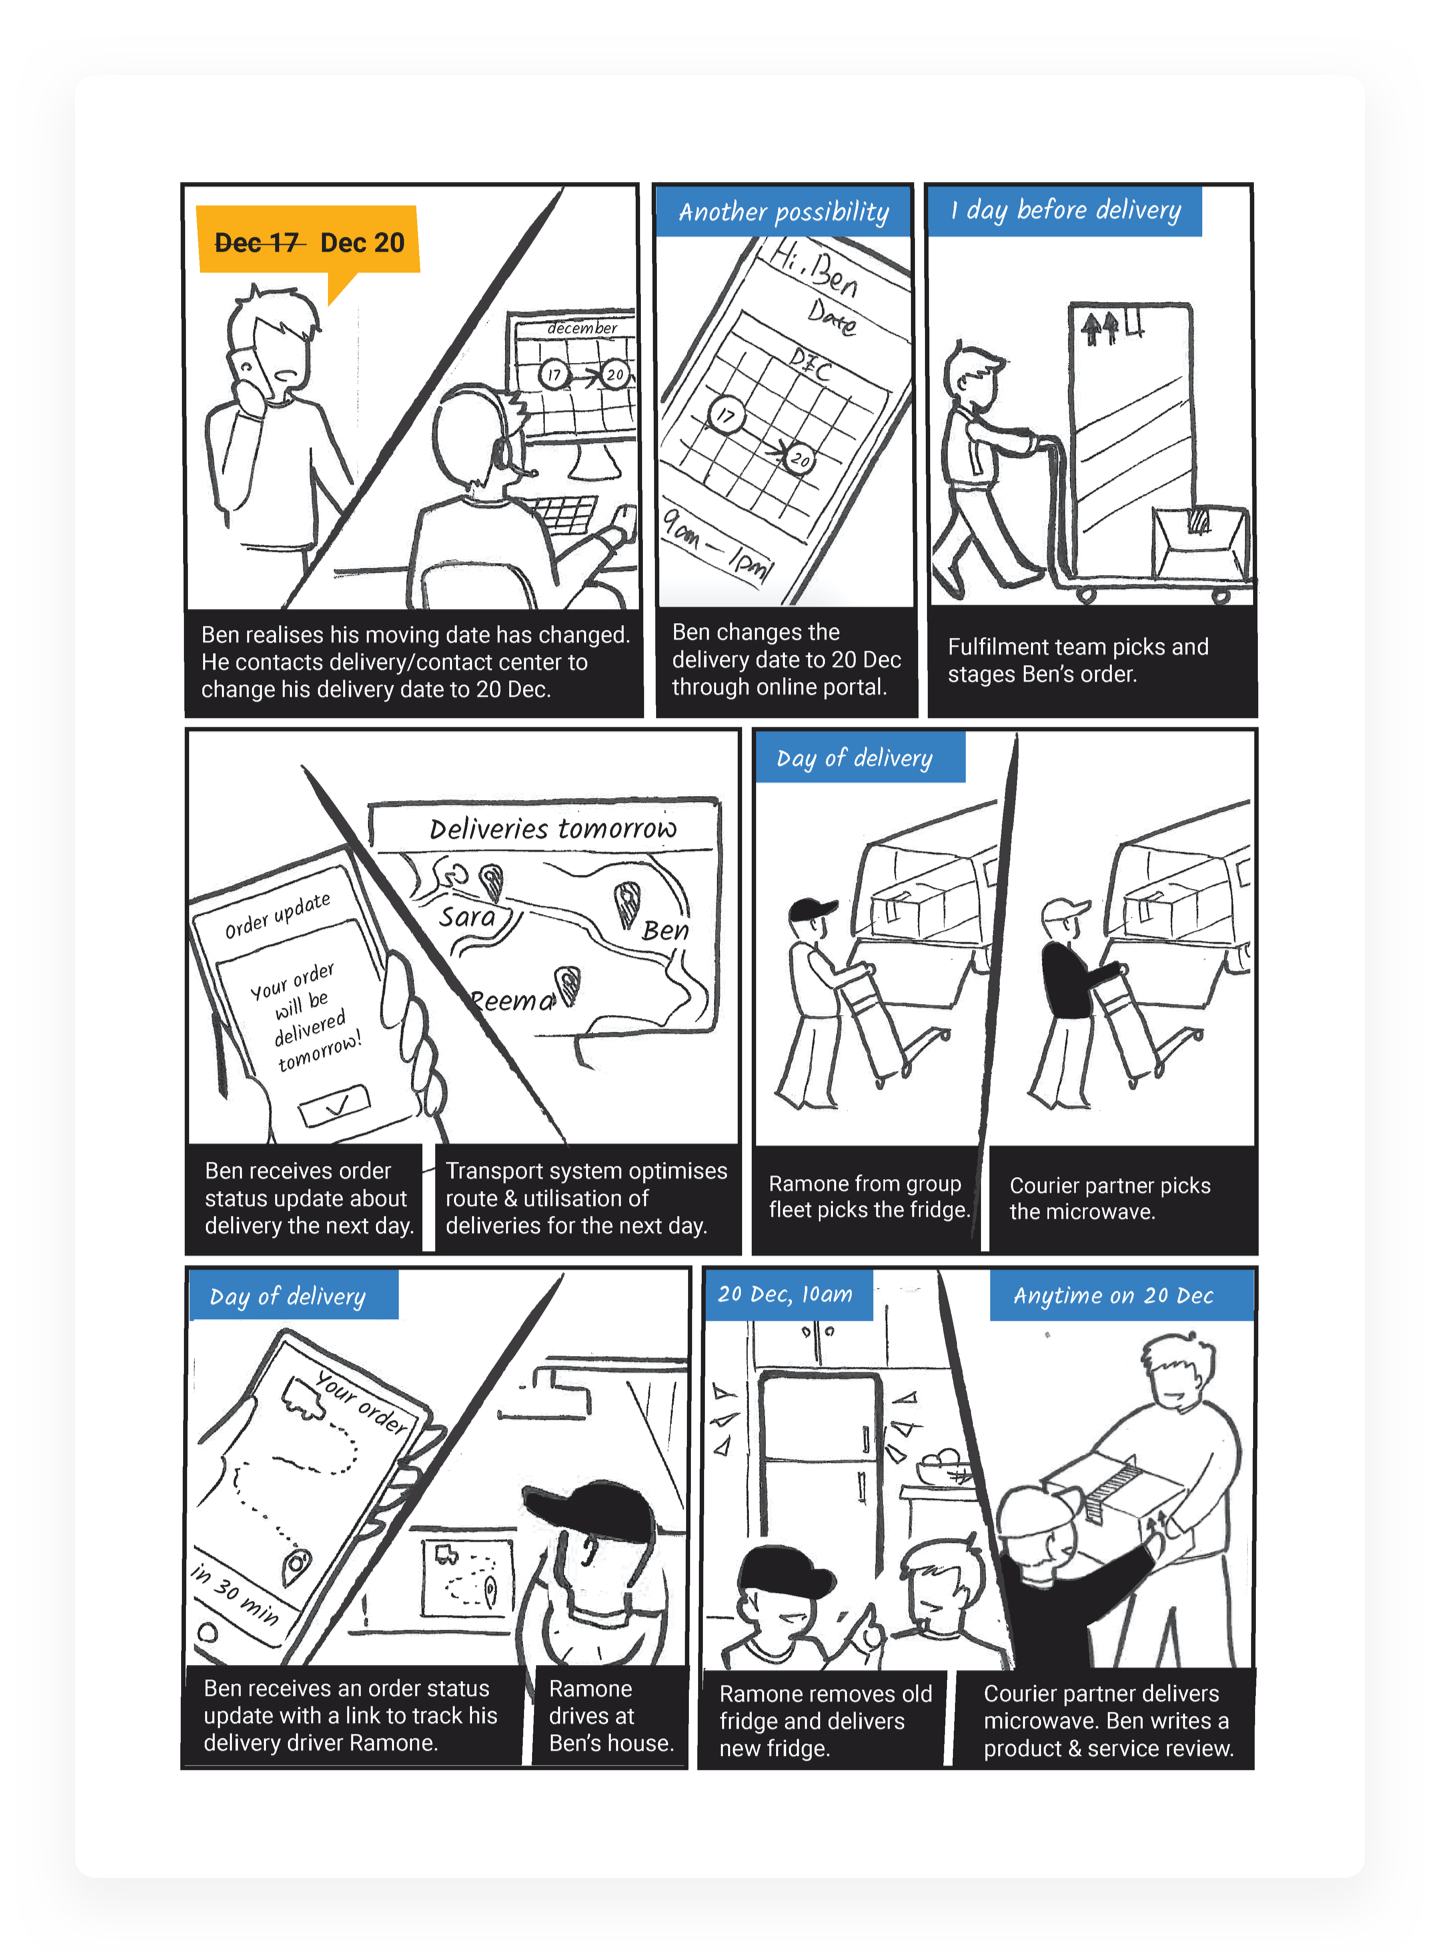 Dec 17 Dec 20
december
17
20
Ben realises his moving date has changed.
He contacts delivery/contact center to
change his delivery date to 20 Dec.
Another possibility
Hi, Ben
Date
DEC
17
20
9am - 1pm
Ben changes the
delivery date to 20 Dec
through online portal.
1 day before delivery
Fulfilment team picks and
stages Ben's order.
Order update
Your order
will be
delivered
tomorrow!
Ben receives order
status update about
delivery the next day.
Deliveries tomorrow
Sara
Ben
Reema
Transport system optimises
route & utilisation of
deliveries for the next day.
Day of delivery
Ramone from group
fleet picks the fridge.
Courier partner picks
the microwave.
Day of delivery
Your order
in 30 min
Ben receives an order status
update with a link to track his
delivery driver Ramone.
Ramone
drives at
Ben's house.
20 Dec, 10am
Ramone removes old
fridge and delivers
new fridge.
Anytime on 20 Dec
Courier partner delivers
microwave. Ben writes a
product & service review.